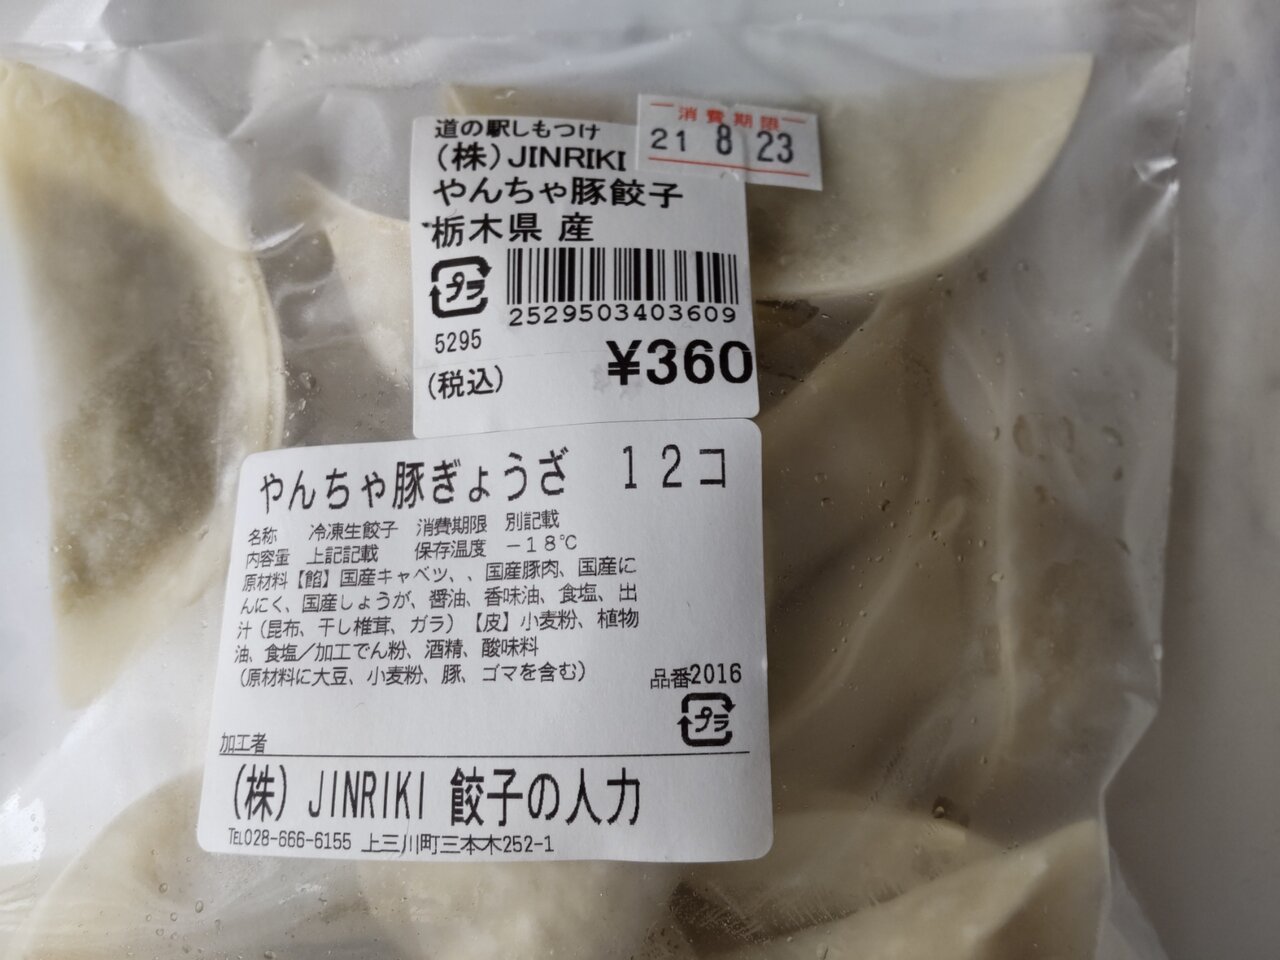 消費期限
21 8 23
道の駅しもつけ
(株)JINRIKI
やんちゃ豚餃子
栃木県 産
プラ
2529503403609
5295
¥360
(税込)
やんちゃ豚ぎょうざ 12コ
名称 冷凍生餃子 消費期限 別記載
内容量 上記記載 保存温度 −18℃
原材料【餡】国産キャベツ、、国産豚肉、国産に
んにく、国産しょうが、醤油、香味油、食塩、出
汁(昆布、干し椎茸、ガラ)【皮】小麦粉、植物
油、食塩/加工でん粉、酒精、酸味料
(原材料に大豆、小麦粉、豚、ゴマを含む)
品番2016
プラ
加工者
(株) JINRIKI 餃子の人力
TEL028-666-6155 上三川町三本木252-1